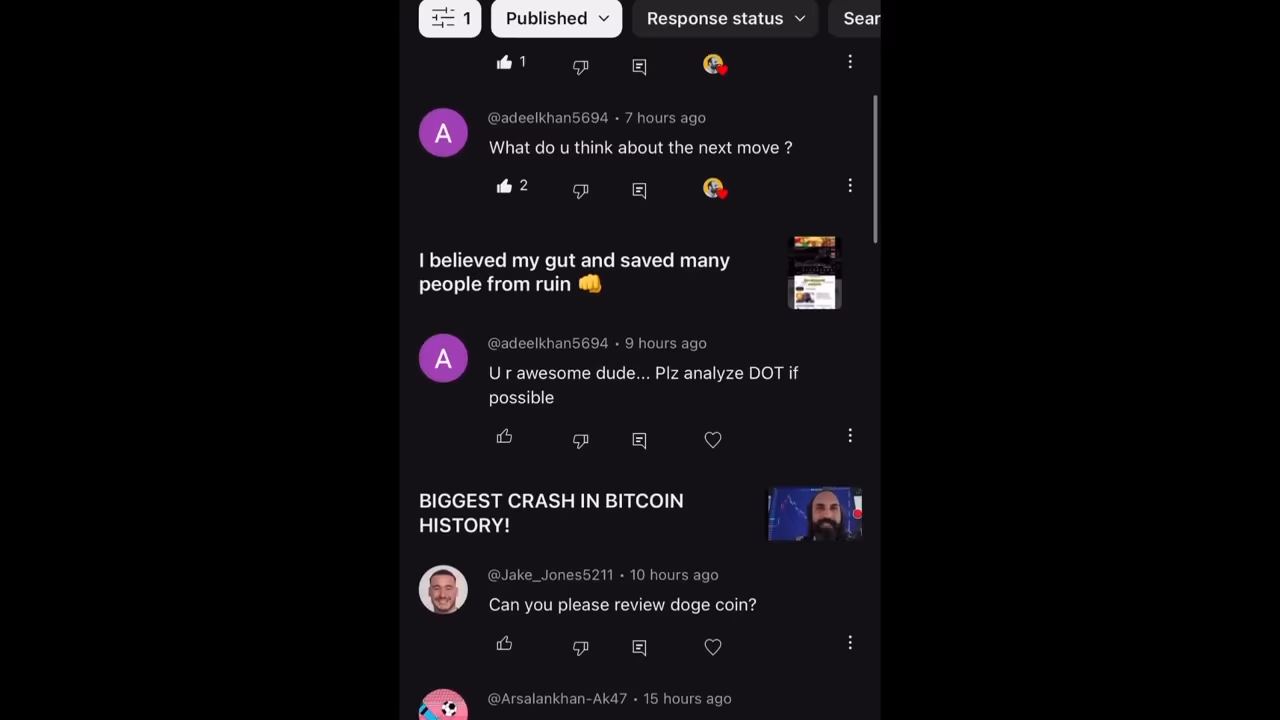 1
Published
Response status
Sear
1
@adeelkhan5694 • 7 hours ago
A
What do u think about the next move ?
2
I believed my gut and saved many
people from ruin 👊
@adeelkhan5694 • 9 hours ago
A
U r awesome dude... Plz analyze DOT if
possible
BIGGEST CRASH IN BITCOIN
HISTORY!
@Jake_Jones5211 • 10 hours ago
Can you please review doge coin?
@Arsalankhan-Ak47 • 15 hours ago